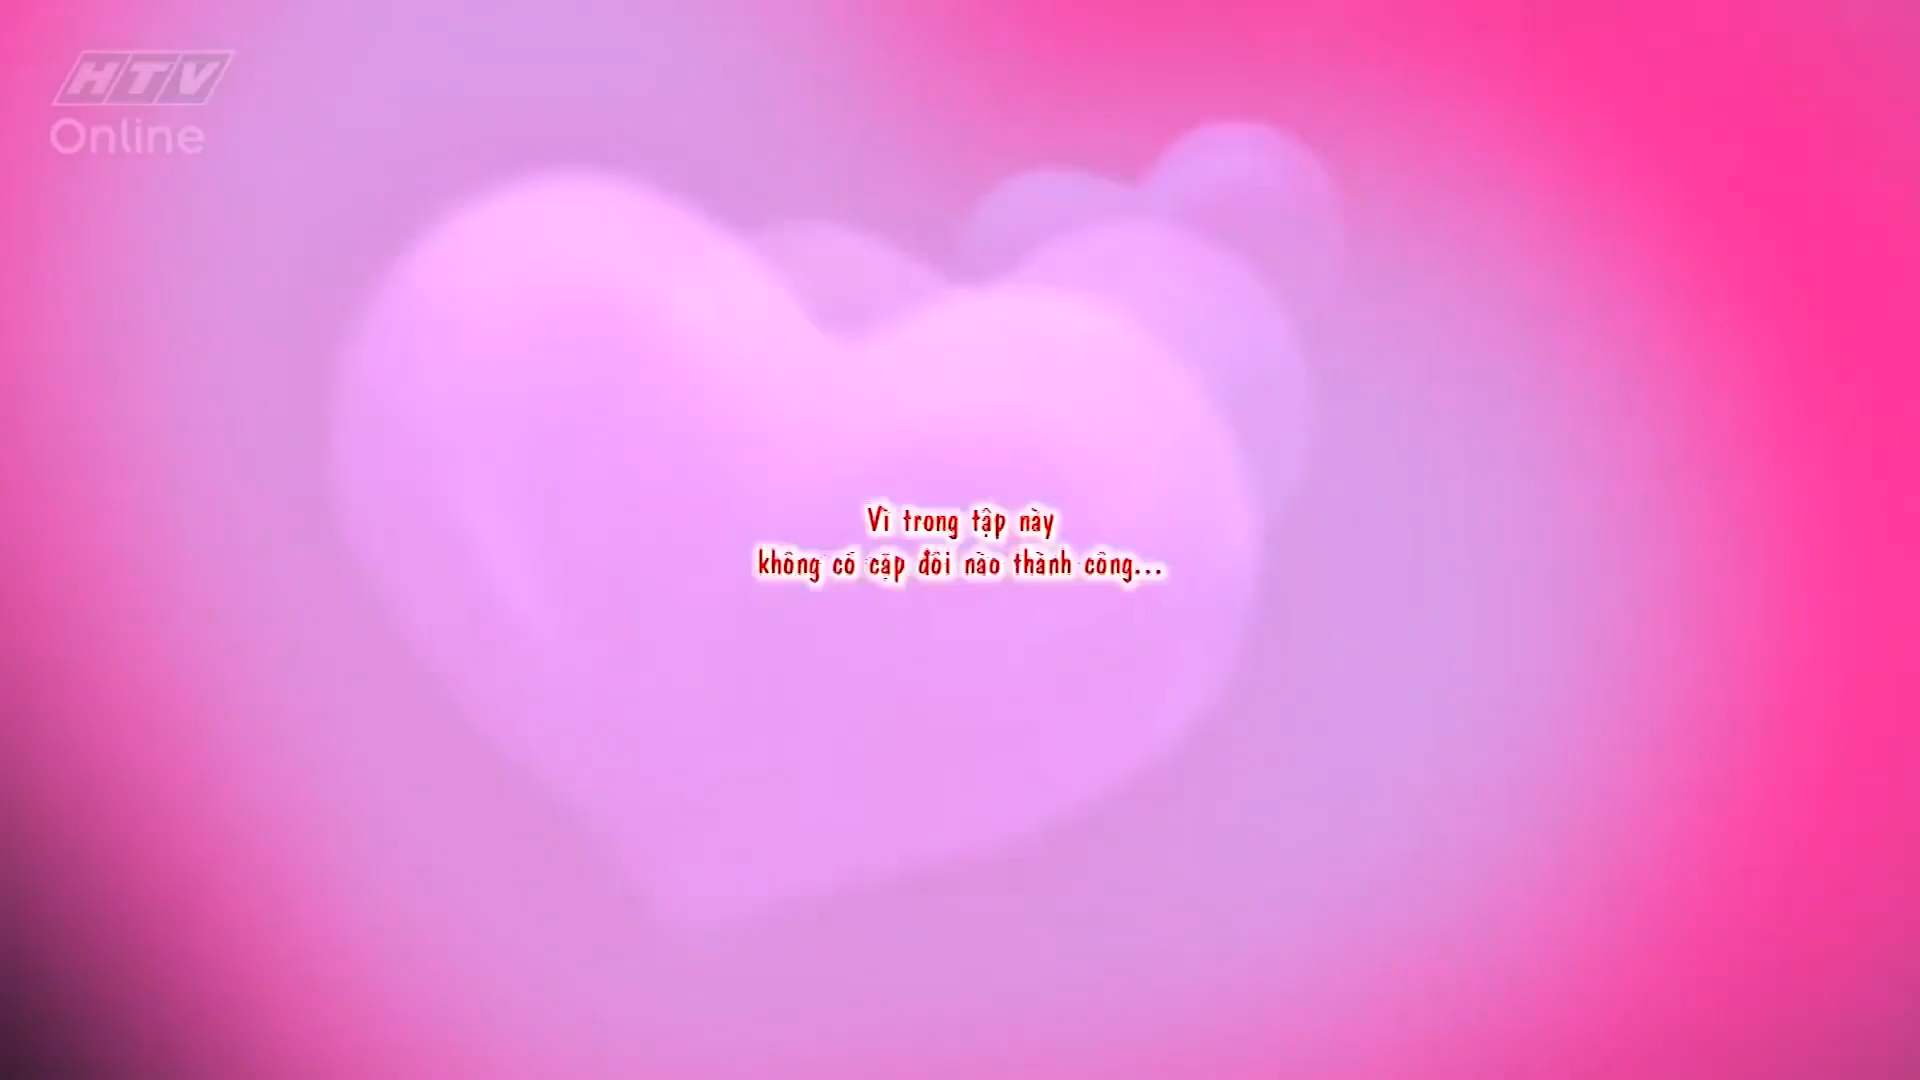 HTV
Online
Vì trong tập này
không có cặp đôi nào thành công...